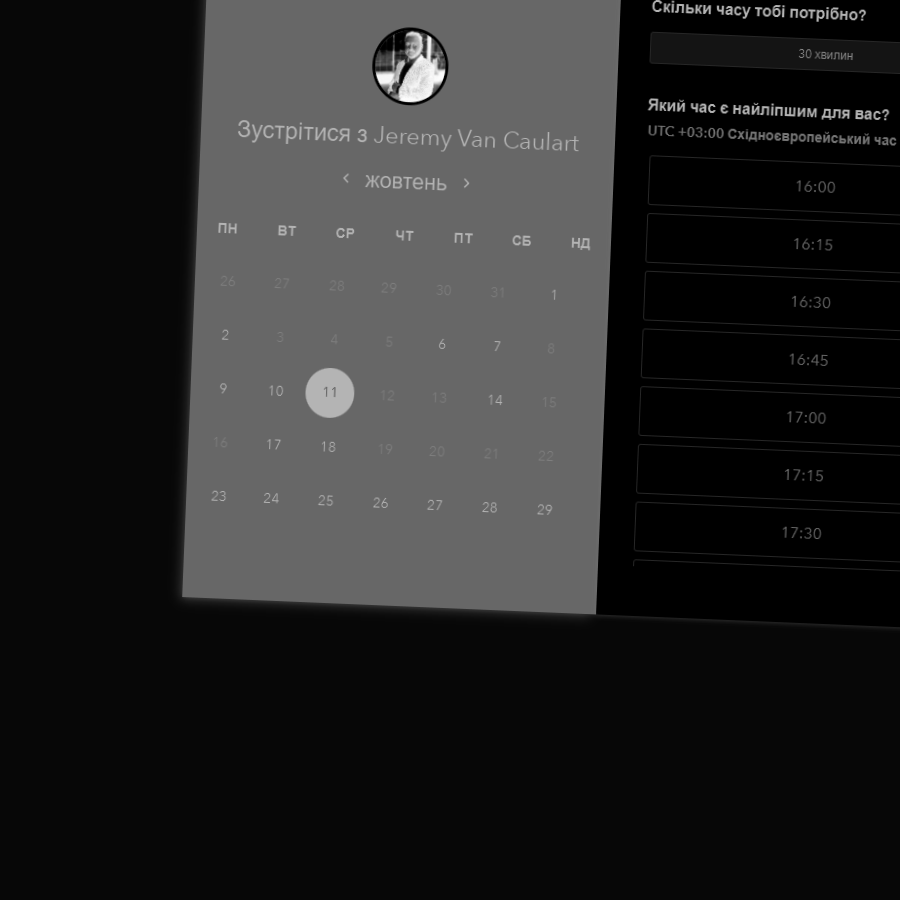 Зустрітися з Jeremy Van Caulart
жовтень
ПН ВТ СР ЧТ ПТ СБ НД
26 27 28 29 30 31 1
2 3 4 5 6 7 8
9 10 11 12 13 14 15
16 17 18 19 20 21 22
23 24 25 26 27 28 29
Скільки часу тобі потрібно?
30 хвилин
Який час є найліпшим для вас?
UTC +03:00 Східноєвропейський час
16:00
16:15
16:30
16:45
17:00
17:15
17:30